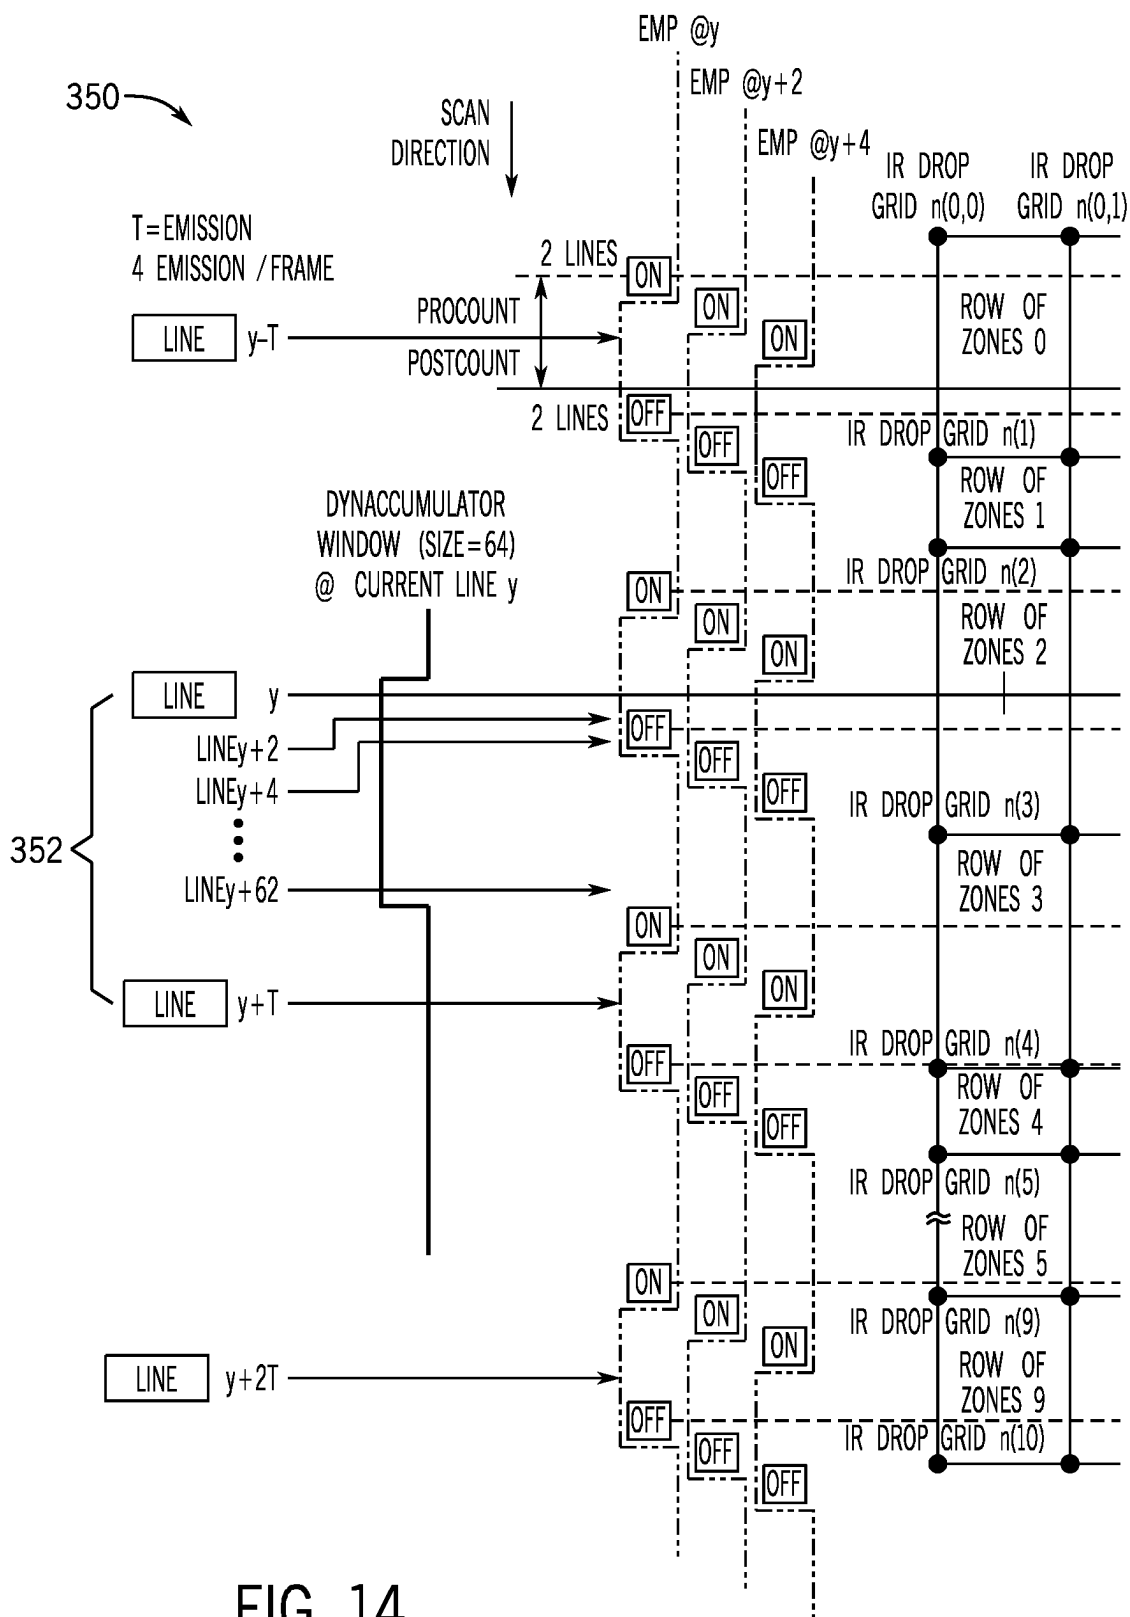 EMP @y
EMP @y+2
EMP @y+4
350
SCAN
DIRECTION
IR DROP
GRID n(0,0)
IR DROP
GRID n(0,1)
T=EMISSION
4 EMISSION /FRAME
2 LINES
ON
ON
ON
PROCOUNT
POSTCOUNT
LINE y–T
ROW OF
ZONES 0
2 LINES
OFF
OFF
OFF
IR DROP GRID n(1)
ROW OF
ZONES 1
DYNACCUMULATOR
WINDOW (SIZE=64)
@ CURRENT LINE y
IR DROP GRID n(2)
ON
ON
ON
ROW OF
ZONES 2
LINE y
LINEy+2
LINEy+4
OFF
OFF
OFF
IR DROP GRID n(3)
352
LINEy+62
ROW OF
ZONES 3
ON
ON
ON
LINE y+T
IR DROP GRID n(4)
OFF
OFF
OFF
ROW OF
ZONES 4
IR DROP GRID n(5)
ROW OF
ZONES 5
ON
ON
ON
IR DROP GRID n(9)
LINE y+2T
ROW OF
ZONES 9
OFF
OFF
OFF
IR DROP GRID n(10)
FIG. 14